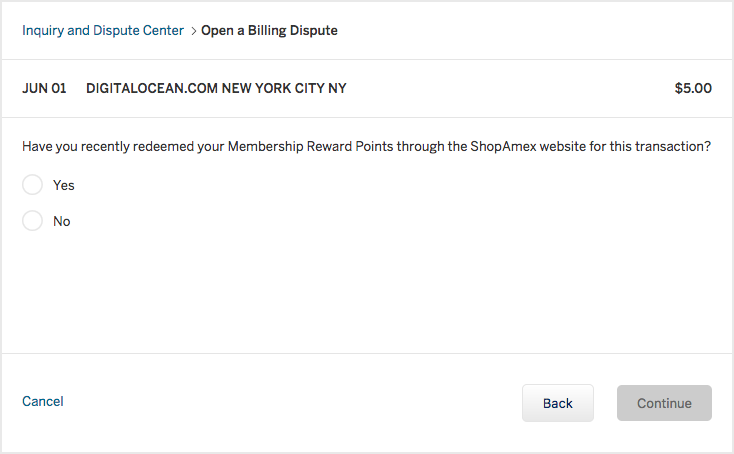 Inquiry and Dispute Center > Open a Billing Dispute
JUN 01 DIGITALOCEAN.COM NEW YORK CITY NY $5.00
Have you recently redeemed your Membership Reward Points through the ShopAmex website for this transaction?
Yes
No
Cancel Back Continue